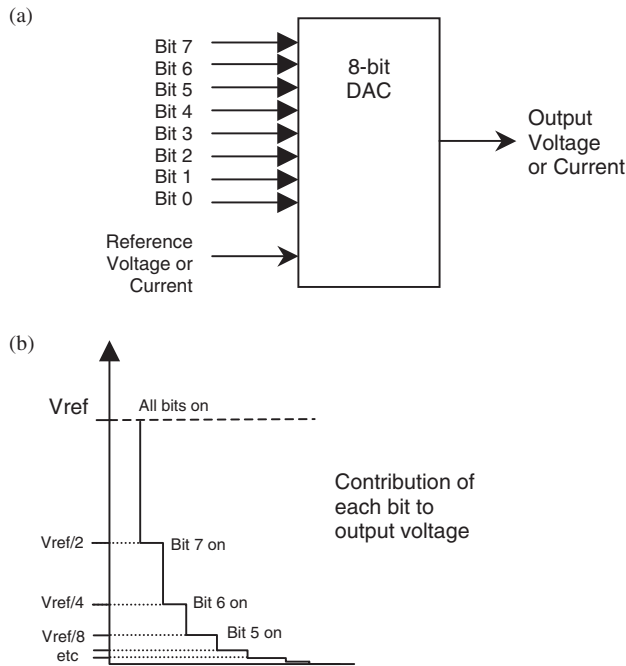 (a)
Bit 7
Bit 6
Bit 5
Bit 4
Bit 3
Bit 2
Bit 1
Bit 0
Reference
Voltage or
Current
8-bit
DAC
Output
Voltage
or Current
(b)
Vref
All bits on
Contribution of
each bit to
output voltage
Vref/2
Bit 7 on
Vref/4
Bit 6 on
Vref/8
Bit 5 on
etc